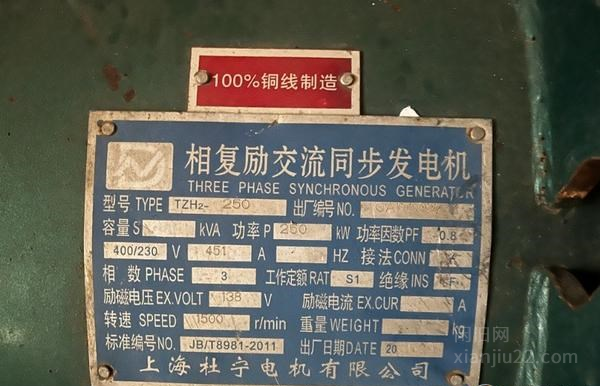 100%铜线制造
相复励交流同步发电机
THREE PHASE SYNCHRONOUS GENERATOR
型号 TYPE TZH2- 250 出厂编号 NO.
容量 S KVA 功率 P 250 kW 功率因数 PF 0.8
400/230 V 451 A HZ 接法 CONN
相 数 PHASE 3 工作定额 RAT S1 绝缘 INS F
励磁电压 EX.VOLT 138 V 励磁电流 EX.CUR A
转速 SPEED 1500 r/min 重量 WEIGHT kg
标准编号 NO. JB/T8981-2011 出厂日期 DATE 20
上海杜宁电机有限公司
闲旧网
xianjiu22.com